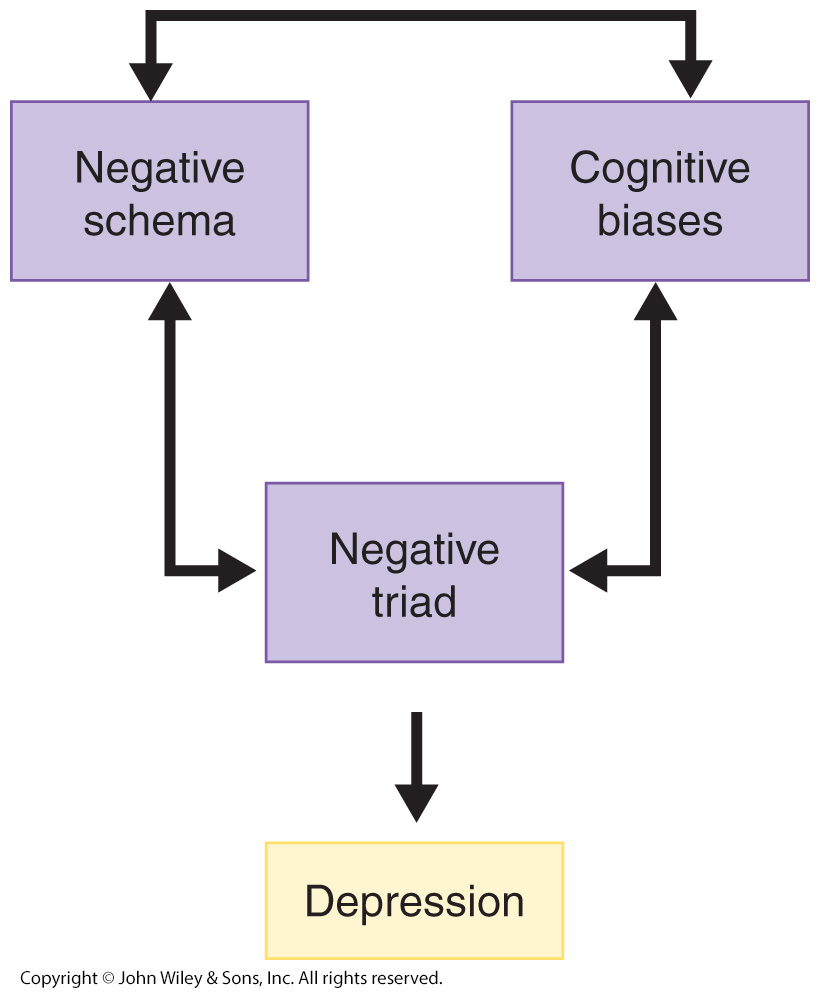 Negative
schema
Cognitive
biases
Negative
triad
Depression
Copyright © John Wiley & Sons, Inc. All rights reserved.